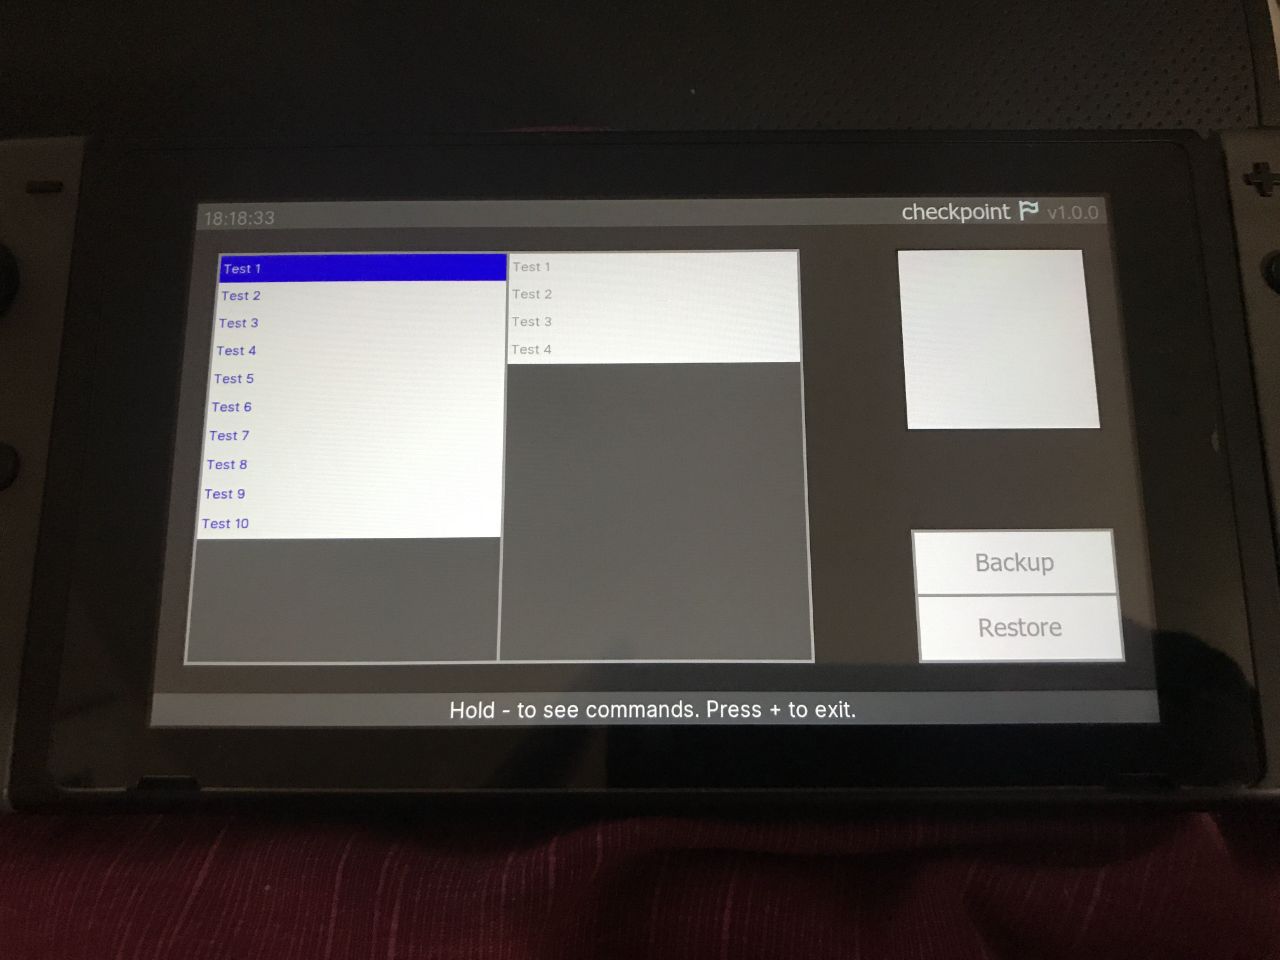 18:18:33
checkpoint v1.0.0
Test 1
Test 2
Test 3
Test 4
Test 5
Test 6
Test 7
Test 8
Test 9
Test 10
Test 1
Test 2
Test 3
Test 4
Backup
Restore
Hold - to see commands. Press + to exit.